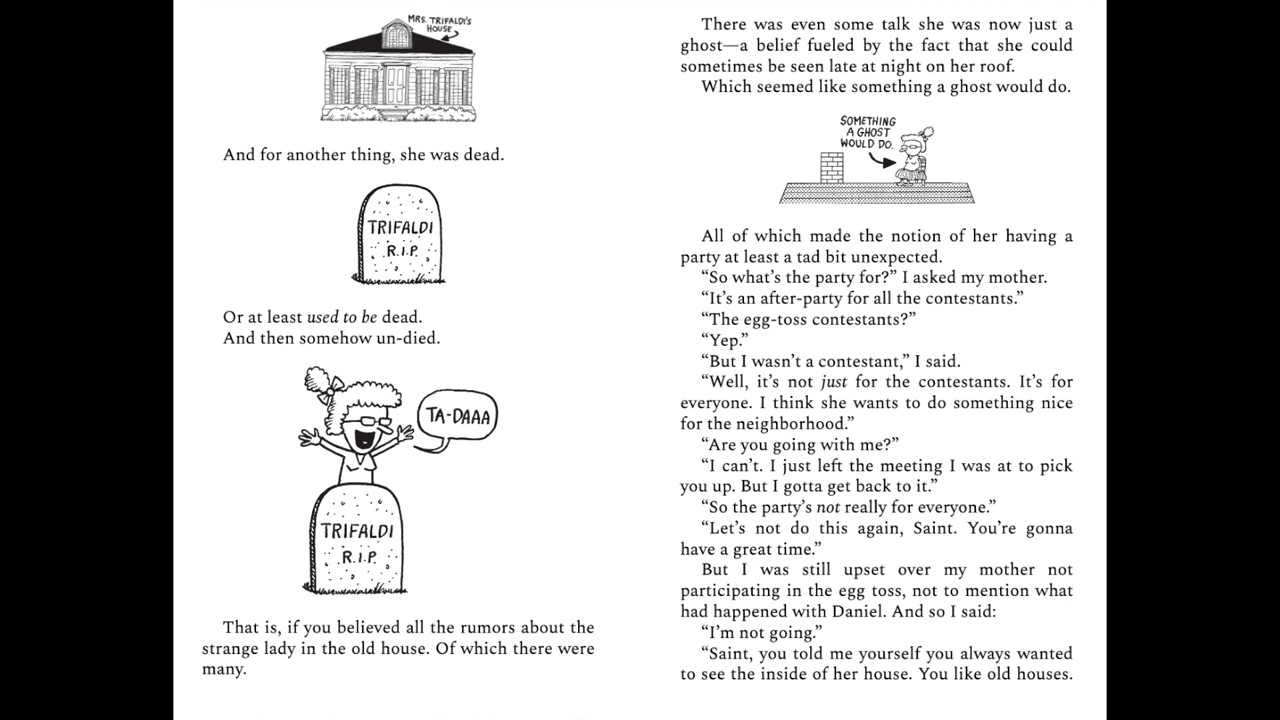 MRS. TRIFALDI'S
HOUSE
And for another thing, she was dead.
TRIFALDI
R.I.P.
Or at least used to be dead.
And then somehow un-died.
TA-DAAA
TRIFALDI
R.I.P.
That is, if you believed all the rumors about the
strange lady in the old house. Of which there were
many.
There was even some talk she was now just a
ghost—a belief fueled by the fact that she could
sometimes be seen late at night on her roof.
Which seemed like something a ghost would do.
SOMETHING
A GHOST
WOULD DO.
All of which made the notion of her having a
party at least a tad bit unexpected.
“So what’s the party for?” I asked my mother.
“It’s an after-party for all the contestants.”
“The egg-toss contestants?”
“Yep.”
“But I wasn’t a contestant,” I said.
“Well, it’s not just for the contestants. It’s for
everyone. I think she wants to do something nice
for the neighborhood.”
“Are you going with me?”
“I can’t. I just left the meeting I was at to pick
you up. But I gotta get back to it.”
“So the party’s not really for everyone.”
“Let’s not do this again, Saint. You’re gonna
have a great time.”
But I was still upset over my mother not
participating in the egg toss, not to mention what
had happened with Daniel. And so I said:
“I’m not going.”
“Saint, you told me yourself you always wanted
to see the inside of her house. You like old houses.